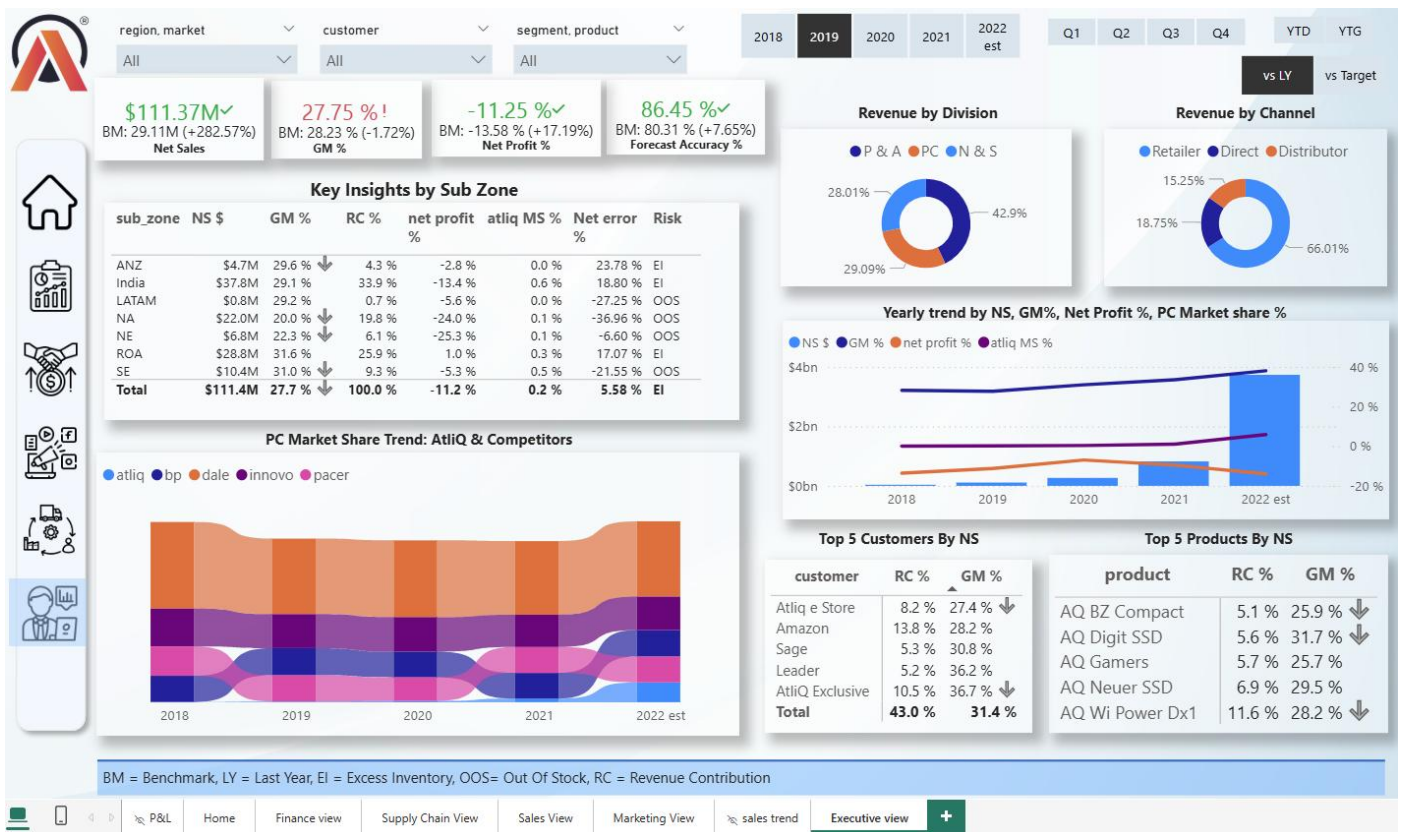 ®
region, market
customer
segment, product
All
All
All
2018 2019 2020 2021 2022 est
Q1 Q2 Q3 Q4
YTD YTG
vs LY vs Target
$111.37M
BM: 29.11M (+282.57%)
Net Sales
27.75 % !
BM: 28.23 % (-1.72%)
GM %
-11.25 %
BM: -13.58 % (+17.19%)
Net Profit %
86.45 %
BM: 80.31 % (+7.65%)
Forecast Accuracy %
Revenue by Division
P & A PC N & S
28.01%
42.9%
29.09%
Revenue by Channel
Retailer Direct Distributor
15.25%
18.75%
66.01%
Key Insights by Sub Zone
sub_zone NS $ GM % RC % net profit % atliq MS % Net error % Risk
ANZ $4.7M 29.6 % 4.3 % -2.8 % 0.0 % 23.78 % EI
India $37.8M 29.1 % 33.9 % -13.4 % 0.6 % 18.80 % EI
LATAM $0.8M 29.2 % 0.7 % -5.6 % 0.0 % -27.25 % OOS
NA $22.0M 20.0 % 19.8 % -24.0 % 0.1 % -36.96 % OOS
NE $6.8M 22.3 % 6.1 % -25.3 % 0.1 % -6.60 % OOS
ROA $28.8M 31.6 % 25.9 % 1.0 % 0.3 % 17.07 % EI
SE $10.4M 31.0 % 9.3 % -5.3 % 0.5 % -21.55 % OOS
Total $111.4M 27.7 % 100.0 % -11.2 % 0.2 % 5.58 % EI
Yearly trend by NS, GM%, Net Profit %, PC Market share %
NS $ GM % net profit % atliq MS %
$4bn 40 %
20 %
$2bn
0 %
$0bn -20 %
2018 2019 2020 2021 2022 est
PC Market Share Trend: AtliQ & Competitors
atliq bp dale innovo pacer
2018 2019 2020 2021 2022 est
Top 5 Customers By NS
customer RC % GM %
Atliq e Store 8.2 % 27.4 %
Amazon 13.8 % 28.2 %
Sage 5.3 % 30.8 %
Leader 5.2 % 36.2 %
AtliQ Exclusive 10.5 % 36.7 %
Total 43.0 % 31.4 %
Top 5 Products By NS
product RC % GM %
AQ BZ Compact 5.1 % 25.9 %
AQ Digit SSD 5.6 % 31.7 %
AQ Gamers 5.7 % 25.7 %
AQ Neuer SSD 6.9 % 29.5 %
AQ Wi Power Dx1 11.6 % 28.2 %
BM = Benchmark, LY = Last Year, EI = Excess Inventory, OOS= Out Of Stock, RC = Revenue Contribution
P&L Home Finance view Supply Chain View Sales View Marketing View sales trend Executive view +